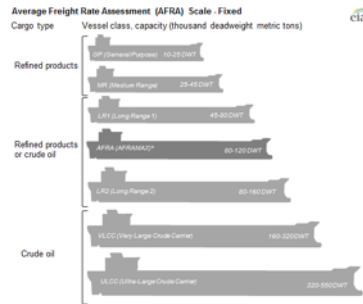 Average Freight Rate Assessment (AFRA) Scale - Fixed
eia
Cargo type
Vessel class, capacity (thousand deadweight metric tons)
Refined products
GP (General Purpose) 10-25 DWT
MR (Medium Range) 25-45 DWT
Refined products
or crude oil
LR1 (Long Range 1) 45-80 DWT
AFRA (AFRAMAX)* 80-120 DWT
LR2 (Long Range 2) 80-160 DWT
Crude oil
VLCC (Very-Large Crude Carrier) 160-320 DWT
ULCC (Ultra-Large Crude Carrier) 320-550 DWT